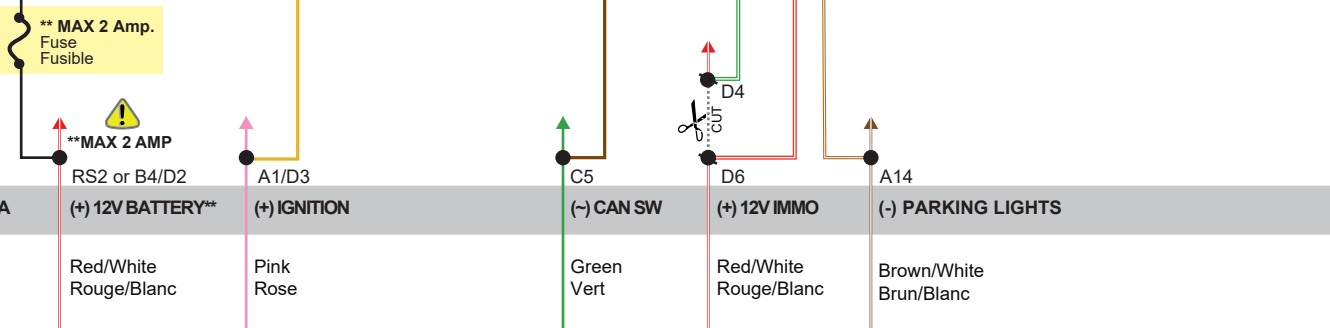 ** MAX 2 Amp.
Fuse
Fusible
**MAX 2 AMP
D4
CUT
RS2 or B4/D2
A1/D3
C5
D6
A14
A
(+) 12V BATTERY**
(+) IGNITION
(~) CAN SW
(+) 12V IMMO
(-) PARKING LIGHTS
Red/White
Rouge/Blanc
Pink
Rose
Green
Vert
Red/White
Rouge/Blanc
Brown/White
Brun/Blanc